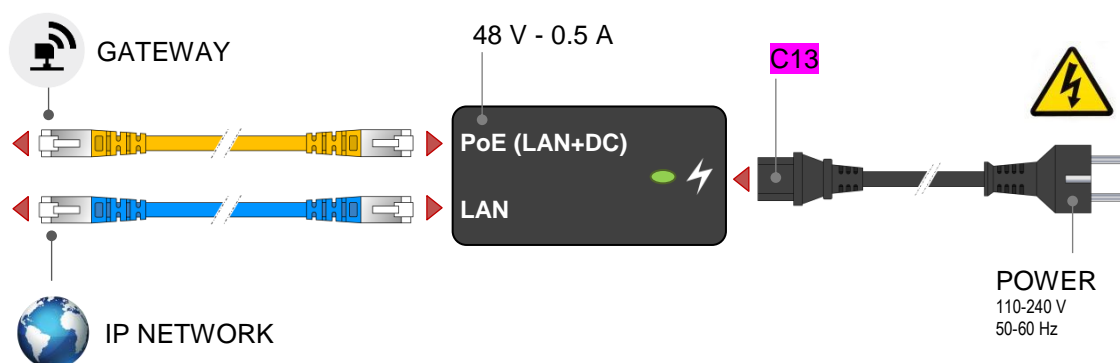 GATEWAY
48 V - 0.5 A
C13
PoE (LAN+DC)
LAN
POWER
110-240 V
50-60 Hz
IP NETWORK